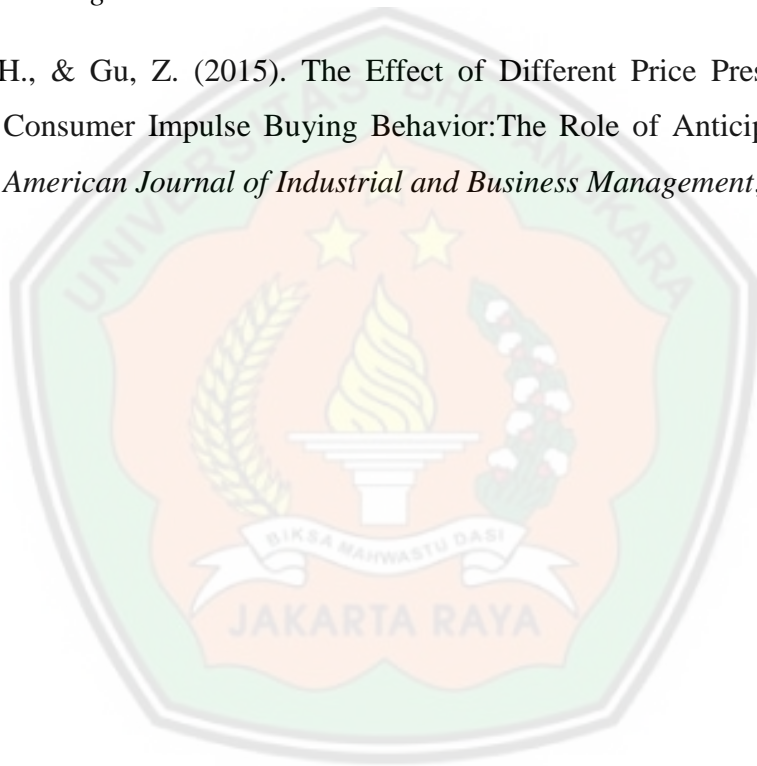 H., & Gu, Z. (2015). The Effect of Different Price Pres
Consumer Impulse Buying Behavior:The Role of Anticip
American Journal of Industrial and Business Management
UNIVERSITAS BHAYANGKARA
BIKSA MAHWASTU DASI
JAKARTA RAYA